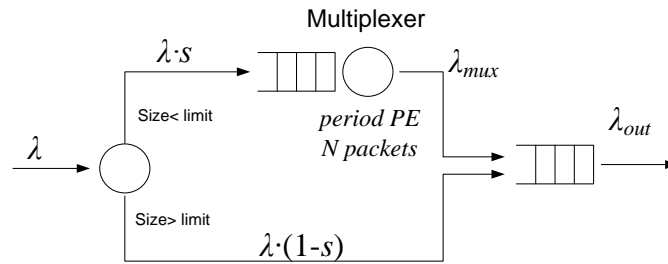 Multiplexer
λ·s
λmux
Size< limit
period PE
N packets
λout
λ
Size> limit
λ·(1-s)